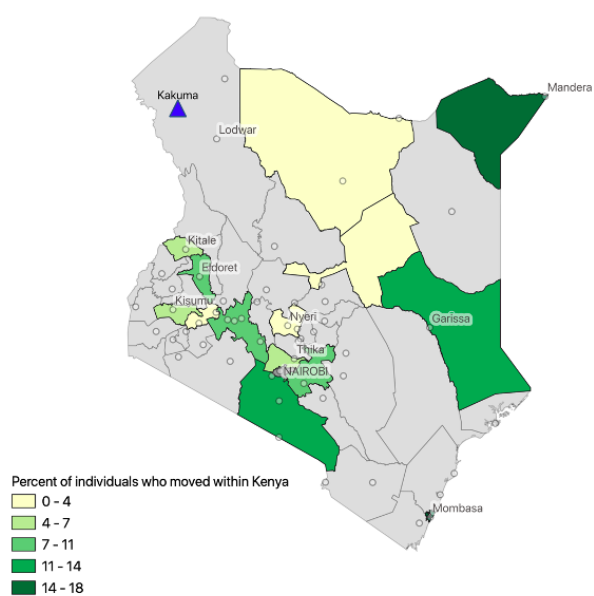 Kakuma
Mandera
Lodwar
Kitale
Eldoret
Kisumu
Nyeri
Garissa
Thika
NAIROBI
Percent of individuals who moved within Kenya
0 - 4
4 - 7
7 - 11
11 - 14
14 - 18
Mombasa